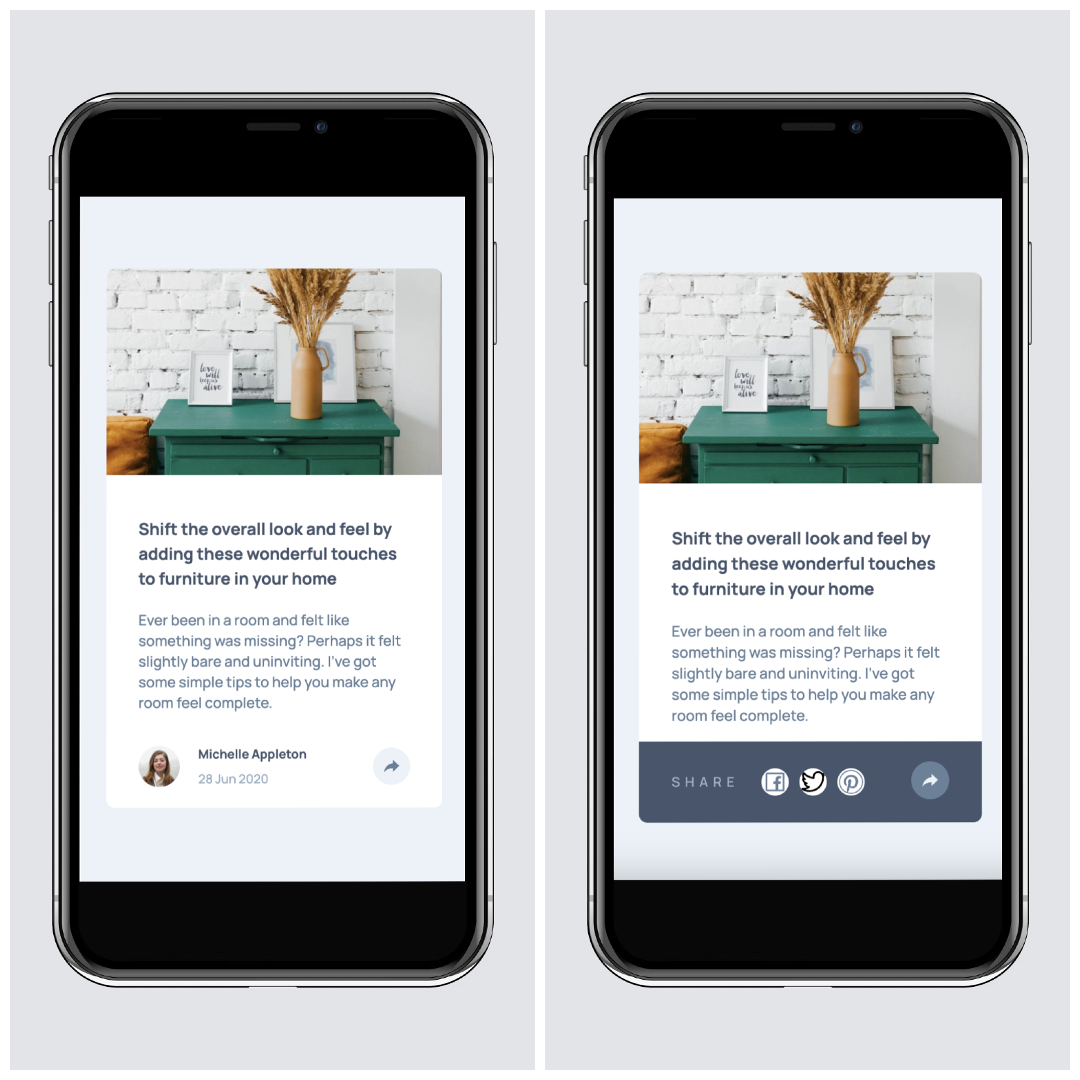 love
will
keep us
alive
Shift the overall look and feel by
adding these wonderful touches
to furniture in your home
Ever been in a room and felt like
something was missing? Perhaps it felt
slightly bare and uninviting. I've got
some simple tips to help you make any
room feel complete.
Michelle Appleton
28 Jun 2020
love
will
keep us
alive
Shift the overall look and feel by
adding these wonderful touches
to furniture in your home
Ever been in a room and felt like
something was missing? Perhaps it felt
slightly bare and uninviting. I've got
some simple tips to help you make any
room feel complete.
SHARE